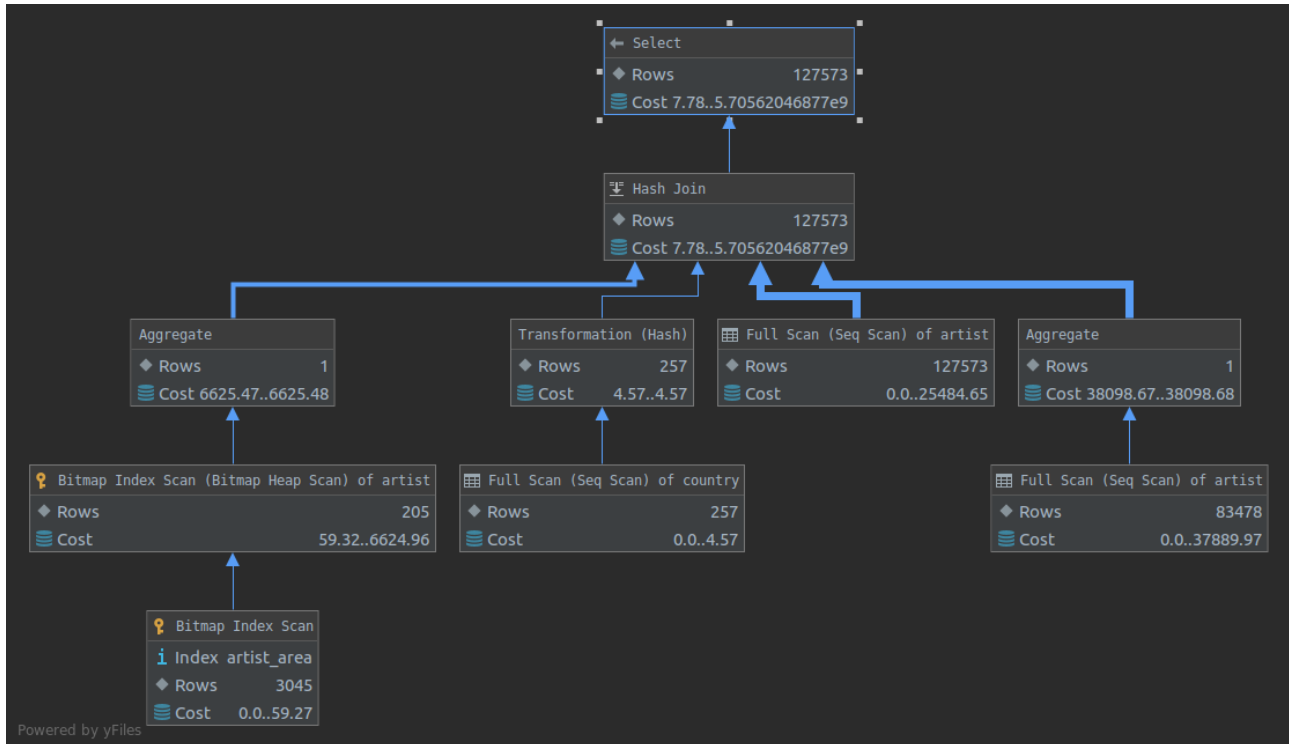 Select
Rows 127573
Cost 7.78..5.70562046877e9
Hash Join
Rows 127573
Cost 7.78..5.70562046877e9
Aggregate
Rows 1
Cost 6625.47..6625.48
Transformation (Hash)
Rows 257
Cost 4.57..4.57
Full Scan (Seq Scan) of artist
Rows 127573
Cost 0.0..25484.65
Aggregate
Rows 1
Cost 38098.67..38098.68
Bitmap Index Scan (Bitmap Heap Scan) of artist
Rows 205
Cost 59.32..6624.96
Full Scan (Seq Scan) of country
Rows 257
Cost 0.0..4.57
Full Scan (Seq Scan) of artist
Rows 83478
Cost 0.0..37889.97
Bitmap Index Scan
Index artist_area
Rows 3045
Cost 0.0..59.27
Powered by yFiles